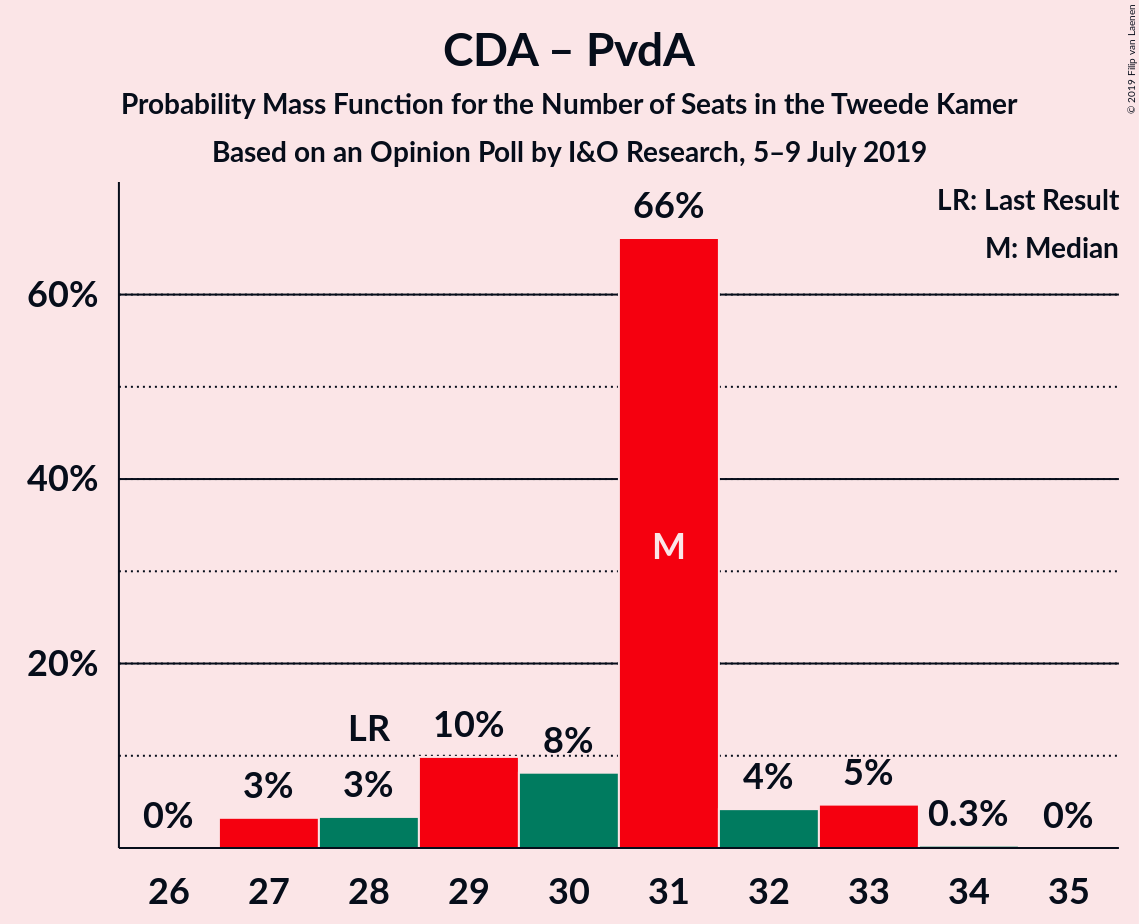 CDA – PvdA
Probability Mass Function for the Number of Seats in the Tweede Kamer
Based on an Opinion Poll by I&O Research, 5–9 July 2019
© 2019 Filip van Laenen
LR: Last Result
M: Median
60%
40%
20%
0%
3%
LR
3%
10%
8%
66%
M
4%
5%
0.3%
0%
26 27 28 29 30 31 32 33 34 35